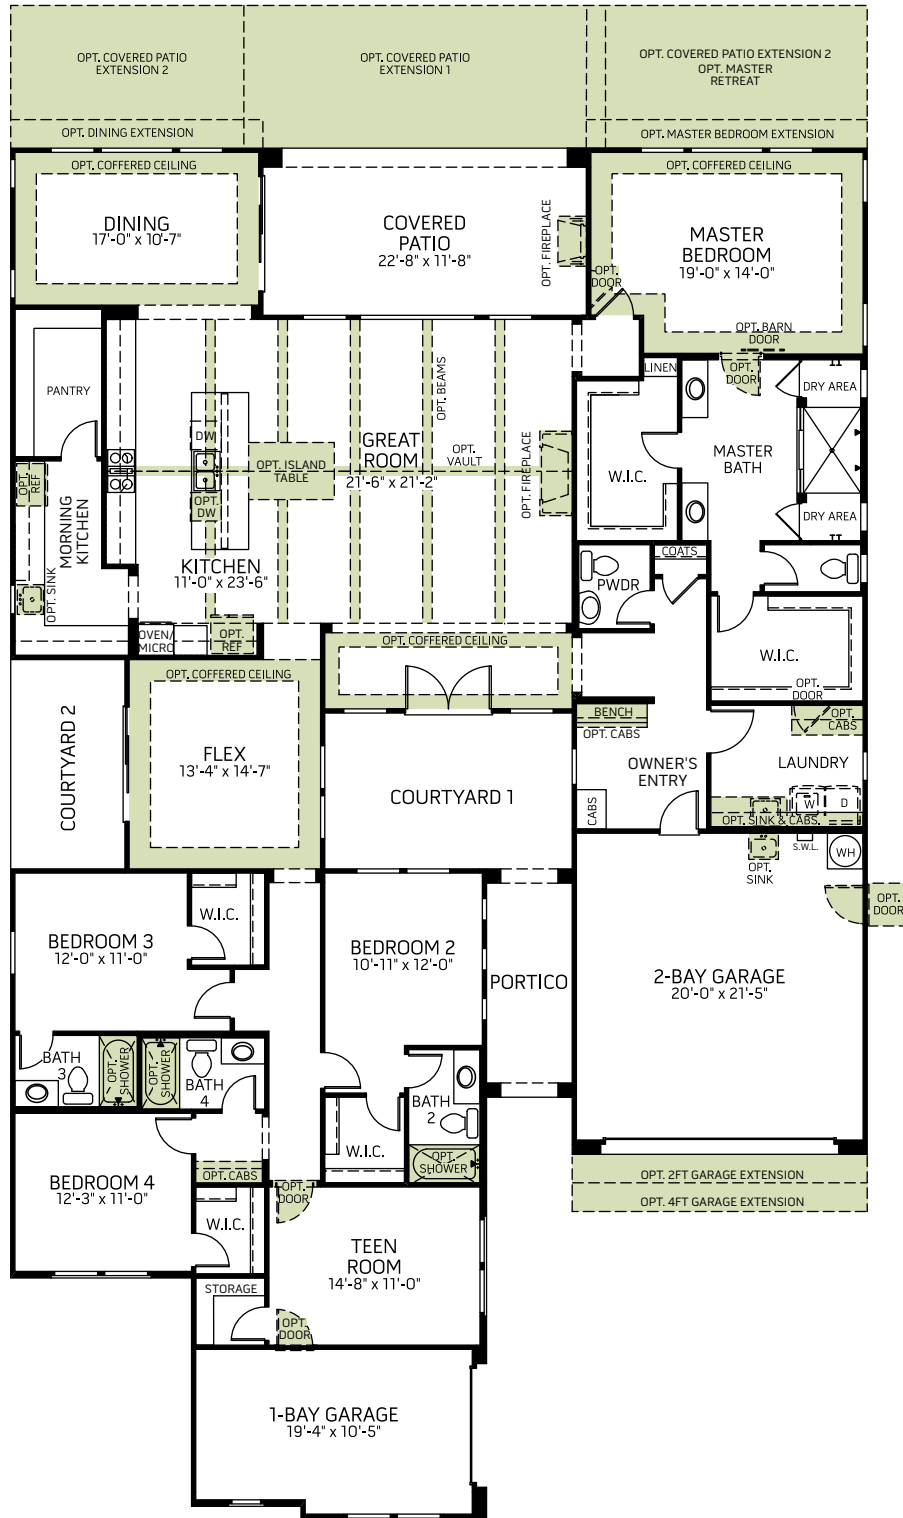 OPT. COVERED PATIO
EXTENSION 2
OPT. COVERED PATIO
EXTENSION 1
OPT. COVERED PATIO EXTENSION 2
OPT. MASTER
RETREAT
OPT. DINING EXTENSION
OPT. MASTER BEDROOM EXTENSION
OPT. COFFERED CEILING
OPT. COFFERED CEILING
DINING
17'-0" x 10'-7"
COVERED
PATIO
22'-8" x 11'-8"
OPT. FIREPLACE
MASTER
BEDROOM
19'-0" x 14'-0"
OPT.
DOOR
OPT. BARN
DOOR
OPT.
DOOR
LINEN
DRY AREA
PANTRY
OPT. BEAMS
DW
GREAT
ROOM
21'-6" x 21'-2"
OPT.
VAULT
OPT. ISLAND
TABLE
OPT.
DW
OPT. FIREPLACE
W.I.C.
MASTER
BATH
DRY AREA
OPT.
REF
MORNING
KITCHEN
OPT. SINK
KITCHEN
11'-0" x 23'-6"
COATS
PWDR
OVEN/
MICRO
OPT.
REF
OPT. COFFERED CEILING
W.I.C.
OPT.
DOOR
OPT. COFFERED CEILING
COURTYARD 2
FLEX
13'-4" x 14'-7"
COURTYARD 1
BENCH
OPT. CABS
OPT.
CABS
OWNER'S
ENTRY
LAUNDRY
CABS
W
D
OPT. SINK & CABS.
S.W.L.
WH
OPT.
SINK
OPT.
DOOR
W.I.C.
BEDROOM 3
12'-0" x 11'-0"
BEDROOM 2
10'-11" x 12'-0"
PORTICO
2-BAY GARAGE
20'-0" x 21'-5"
BATH
3
OPT.
SHOWER
OPT.
SHOWER
BATH
4
BATH
2
W.I.C.
OPT.
SHOWER
OPT. 2FT GARAGE EXTENSION
OPT. 4FT GARAGE EXTENSION
BEDROOM 4
12'-3" x 11'-0"
OPT. CABS
OPT.
DOOR
W.I.C.
TEEN
ROOM
14'-8" x 11'-0"
STORAGE
OPT.
DOOR
1-BAY GARAGE
19'-4" x 10'-5"